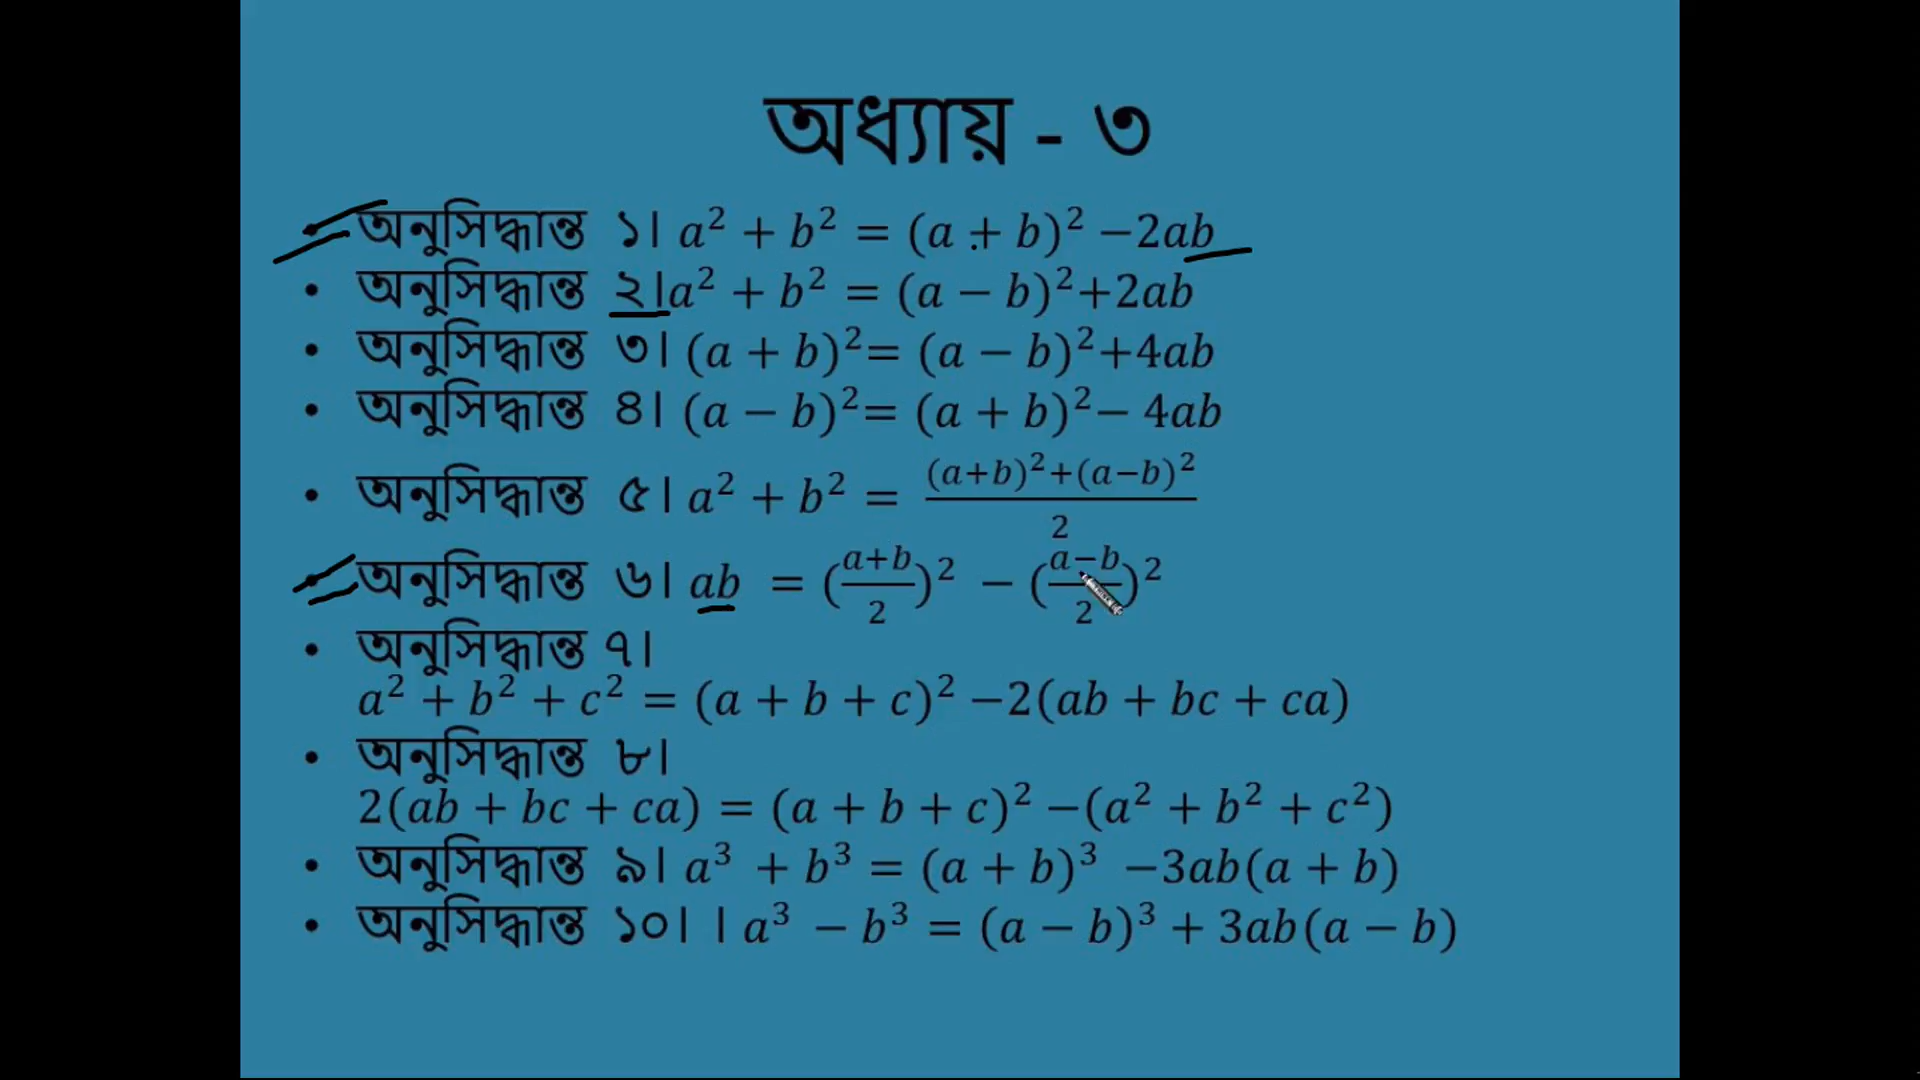 অধ্যায় - ৩
• অনুসিদ্ধান্ত ১। a² + b² = (a + b)² −2ab
• অনুসিদ্ধান্ত ২।a² + b² = (a − b)²+2ab
• অনুসিদ্ধান্ত ৩। (a + b)²= (a − b)²+4ab
• অনুসিদ্ধান্ত ৪। (a − b)²= (a + b)²− 4ab
• অনুসিদ্ধান্ত ৫। a² + b² = ((a+b)²+(a−b)²)/2
• অনুসিদ্ধান্ত ৬। ab = ((a+b)/2)² − ((a−b)/2)²
• অনুসিদ্ধান্ত ৭।
a² + b² + c² = (a + b + c)² −2(ab + bc + ca)
• অনুসিদ্ধান্ত ৮।
2(ab + bc + ca) = (a + b + c)² −(a² + b² + c²)
• অনুসিদ্ধান্ত ৯। a³ + b³ = (a + b)³ −3ab(a + b)
• অনুসিদ্ধান্ত ১০। । a³ − b³ = (a − b)³ + 3ab(a − b)